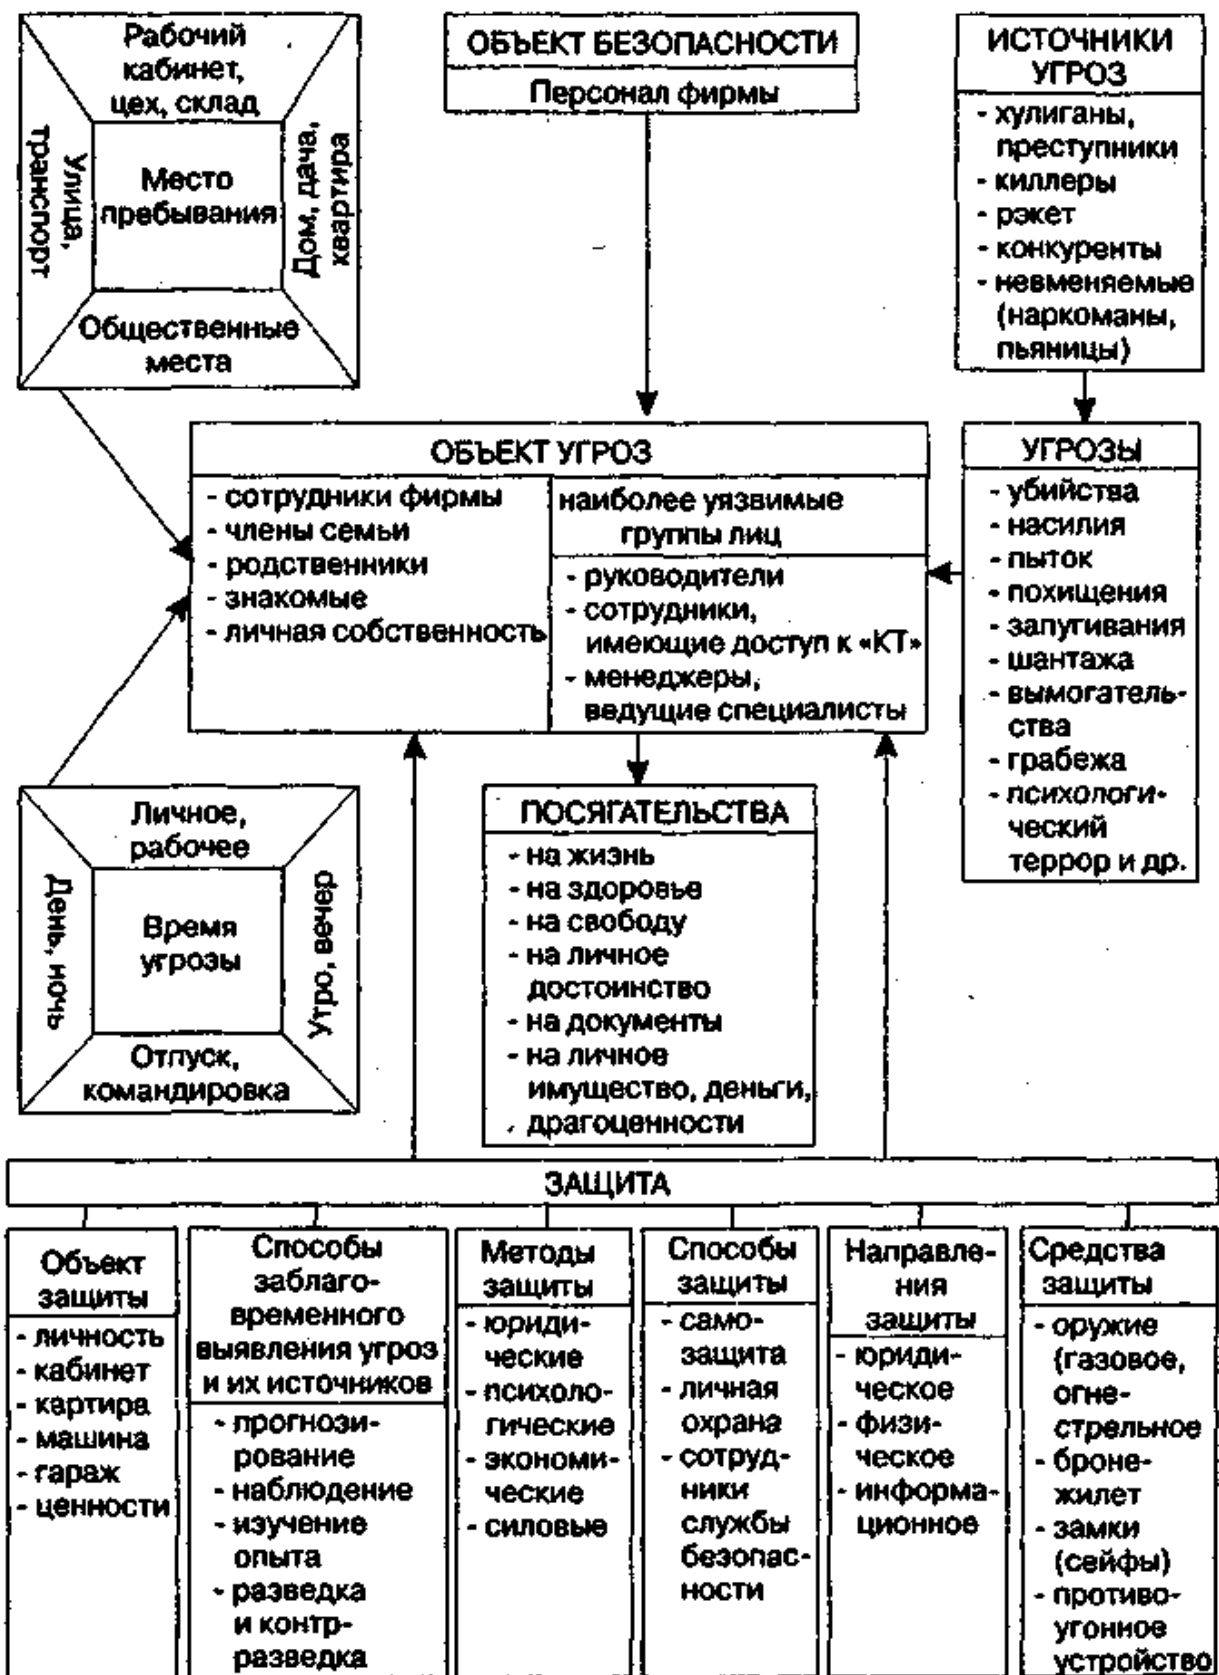 Рабочий
кабинет,
цех, склад
Улица,
транспорт
Место
пребывания
Дом, дача,
квартира
Общественные
места
ОБЪЕКТ БЕЗОПАСНОСТИ
Персонал фирмы
ИСТОЧНИКИ
УГРОЗ
- хулиганы,
преступники
- киллеры
- рэкет
- конкуренты
- невменяемые
(наркоманы,
пьяницы)
ОБЪЕКТ УГРОЗ
- сотрудники фирмы
- члены семьи
- родственники
- знакомые
- личная собственность
наиболее уязвимые
группы лиц
- руководители
- сотрудники,
имеющие доступ к «КТ»
- менеджеры,
ведущие специалисты
УГРОЗЫ
- убийства
- насилия
- пыток
- похищения
- запугивания
- шантажа
- вымогатель-
ства
- грабежа
- психологи-
ческий
террор и др.
Личное,
рабочее
День, ночь
Время
угрозы
Утро, вечер
Отпуск,
командировка
ПОСЯГАТЕЛЬСТВА
- на жизнь
- на здоровье
- на свободу
- на личное
достоинство
- на документы
- на личное
имущество, деньги,
драгоценности
ЗАЩИТА
Объект
защиты
- личность
- кабинет
- картира
- машина
- гараж
- ценности
Способы
заблаго-
временного
выявления угроз
и их источников
- прогнози-
рование
- наблюдение
- изучение
опыта
- разведка
и контр-
разведка
Методы
защиты
- юриди-
ческие
- психоло-
гические
- экономи-
ческие
- силовые
Способы
защиты
- само-
защита
- личная
охрана
- сотруд-
ники
службы
безопас-
ности
Направле-
ния
защиты
- юриди-
ческое
- физи-
ческое
- информа-
ционное
Средства
защиты
- оружие
(газовое,
огне-
стрельное
- броне-
жилет
- замки
(сейфы)
- противо-
угонное
устройство